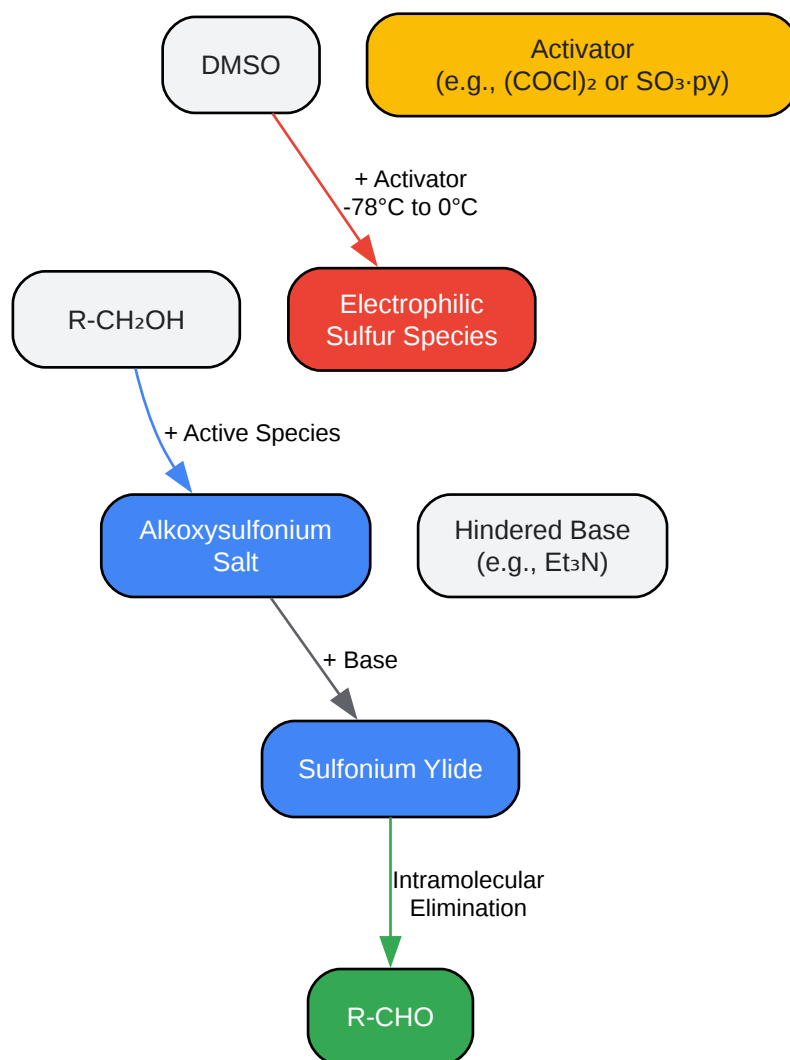 DMSO
Activator
(e.g., (COCl)₂ or SO₃·py)
+ Activator
-78°C to 0°C
Electrophilic
Sulfur Species
R-CH₂OH
+ Active Species
Alkoxysulfonium
Salt
Hindered Base
(e.g., Et₃N)
+ Base
Sulfonium Ylide
Intramolecular
Elimination
R-CHO